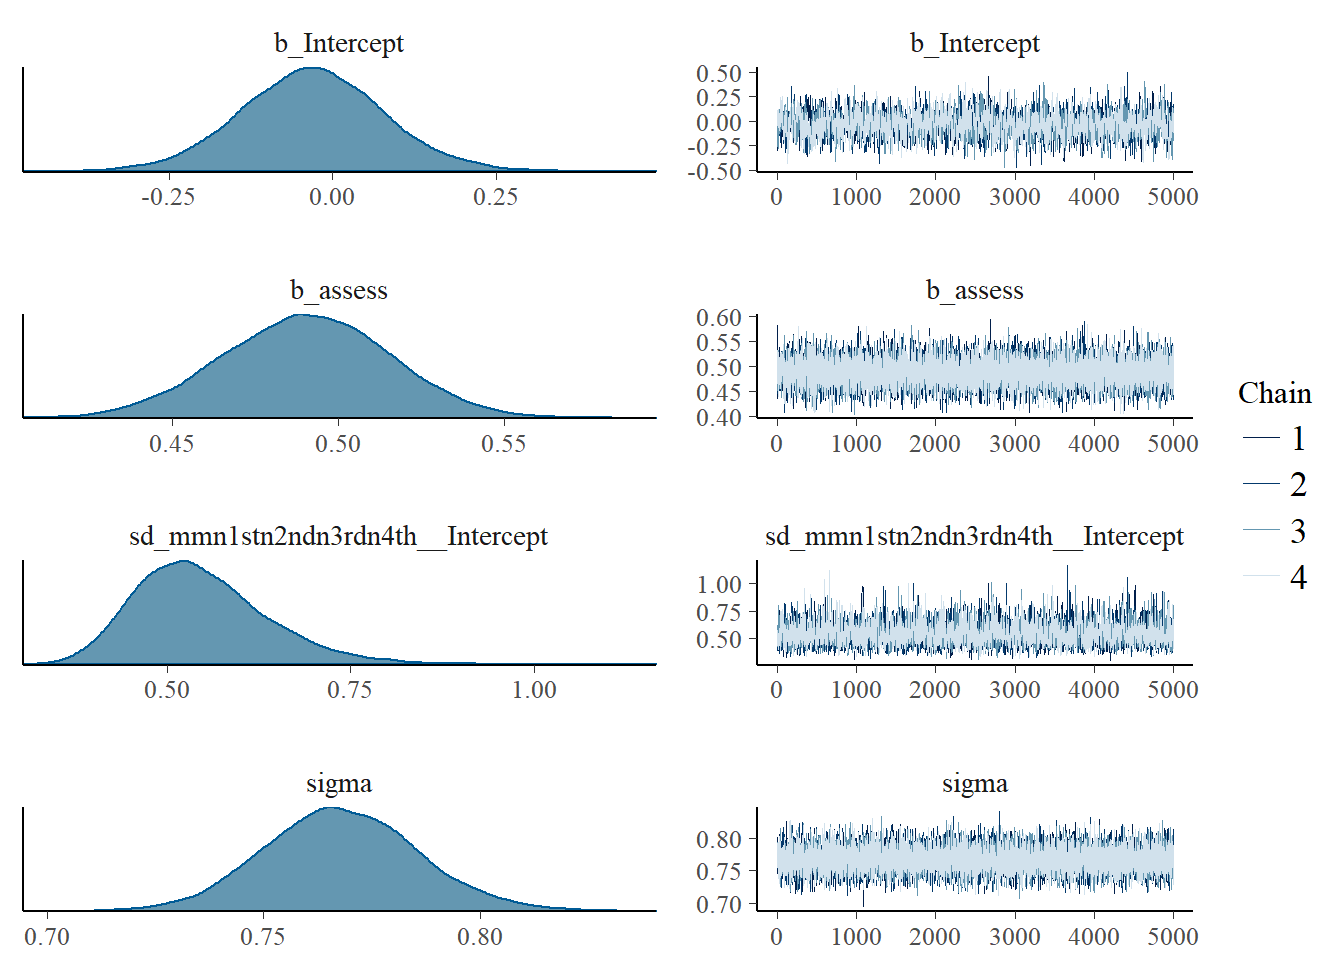 b_Intercept
-0.25 0.00 0.25
b_Intercept
0.50
0.25
0.00
-0.25
-0.50
0 1000 2000 3000 4000 5000
b_assess
0.45 0.50 0.55
b_assess
0.60
0.55
0.50
0.45
0.40
0 1000 2000 3000 4000 5000
sd_mmn1stn2ndn3rdn4th__Intercept
0.50 0.75 1.00
sd_mmn1stn2ndn3rdn4th__Intercept
1.00
0.75
0.50
0 1000 2000 3000 4000 5000
sigma
0.70 0.75 0.80
sigma
0.80
0.75
0.70
0 1000 2000 3000 4000 5000
Chain
1
2
3
4